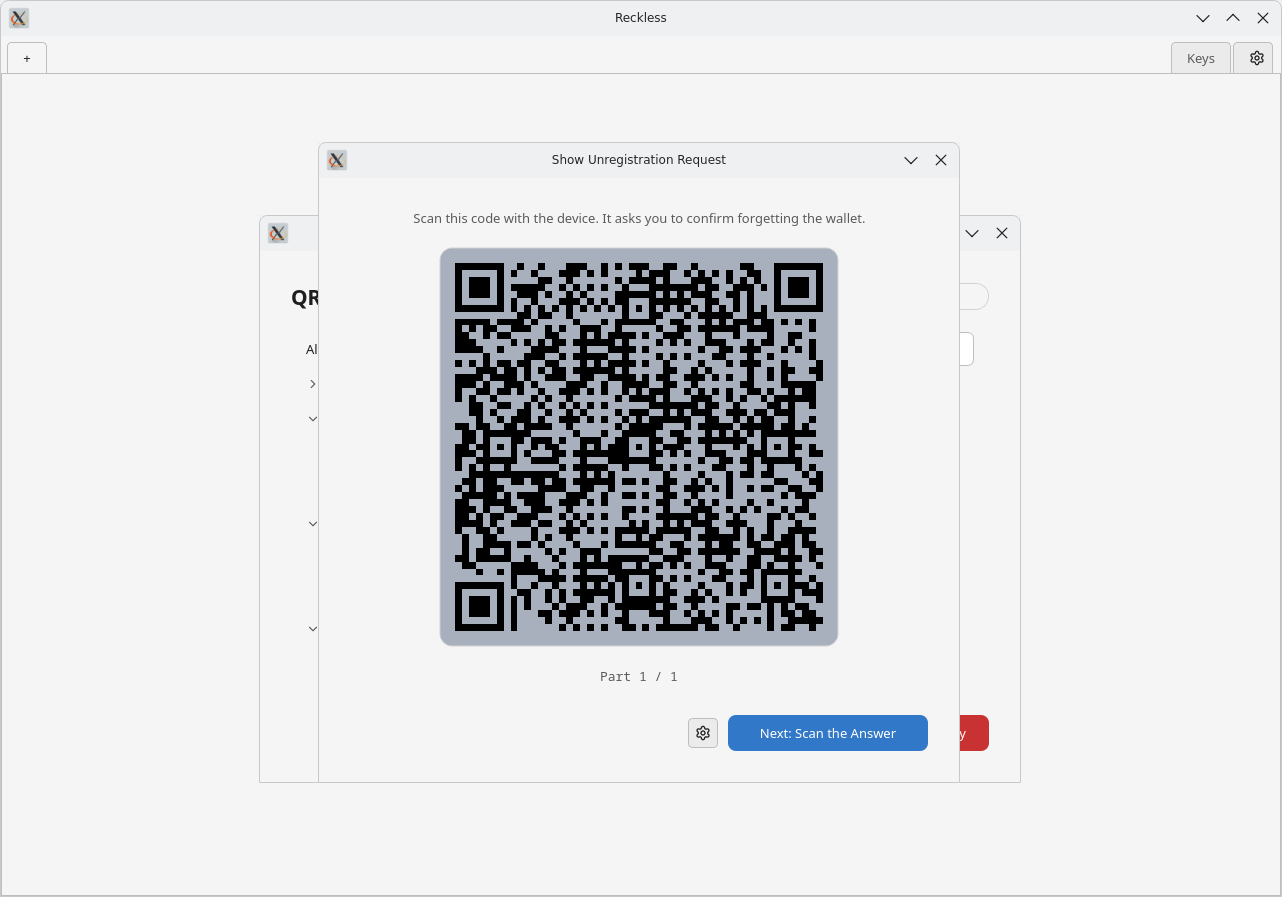 Reckless
+
Keys
Show Unregistration Request
Scan this code with the device. It asks you to confirm forgetting the wallet.
QR
Al
Part 1 / 1
Next: Scan the Answer
y